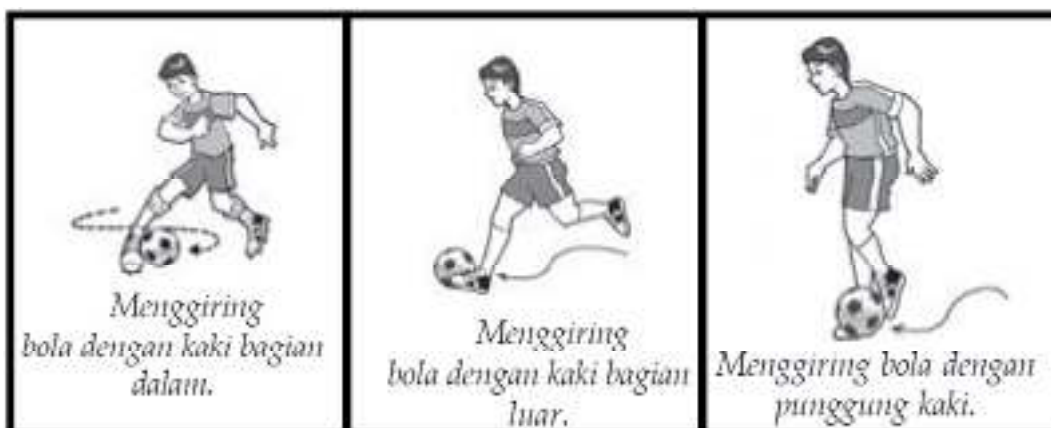 Menggiring
bola dengan kaki bagian
dalam.
Menggiring
bola dengan kaki bagian
luar.
Menggiring bola dengan
punggung kaki.